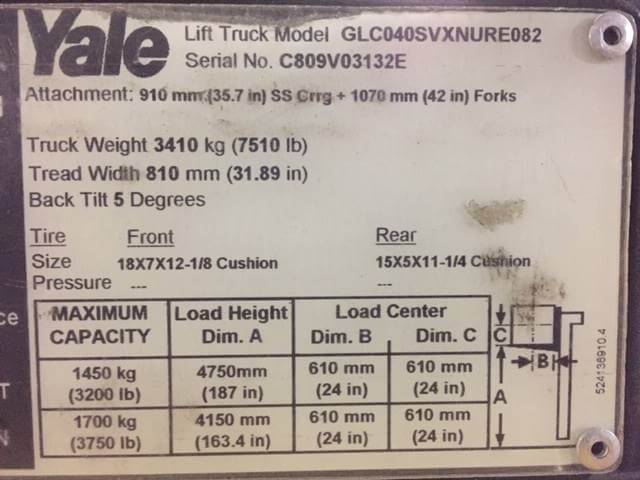 Yale
Lift Truck Model GLC040SVXNURE082
Serial No. C809V03132E
Attachment: 910 mm (35.7 in) SS Crrg + 1070 mm (42 in) Forks
Truck Weight 3410 kg (7510 lb)
Tread Width 810 mm (31.89 in)
Back Tilt 5 Degrees
Tire Front Rear
Size 18X7X12-1/8 Cushion 15X5X11-1/4 Cushion
Pressure --- ---
MAXIMUM CAPACITY Load Height Dim. A Load Center Dim. B Dim. C
1450 kg 4750mm 610 mm 610 mm
(3200 lb) (187 in) (24 in) (24 in)
1700 kg 4150 mm 610 mm 610 mm
(3750 lb) (163.4 in) (24 in) (24 in)
C
B
A
524136910.4
ce
T
N